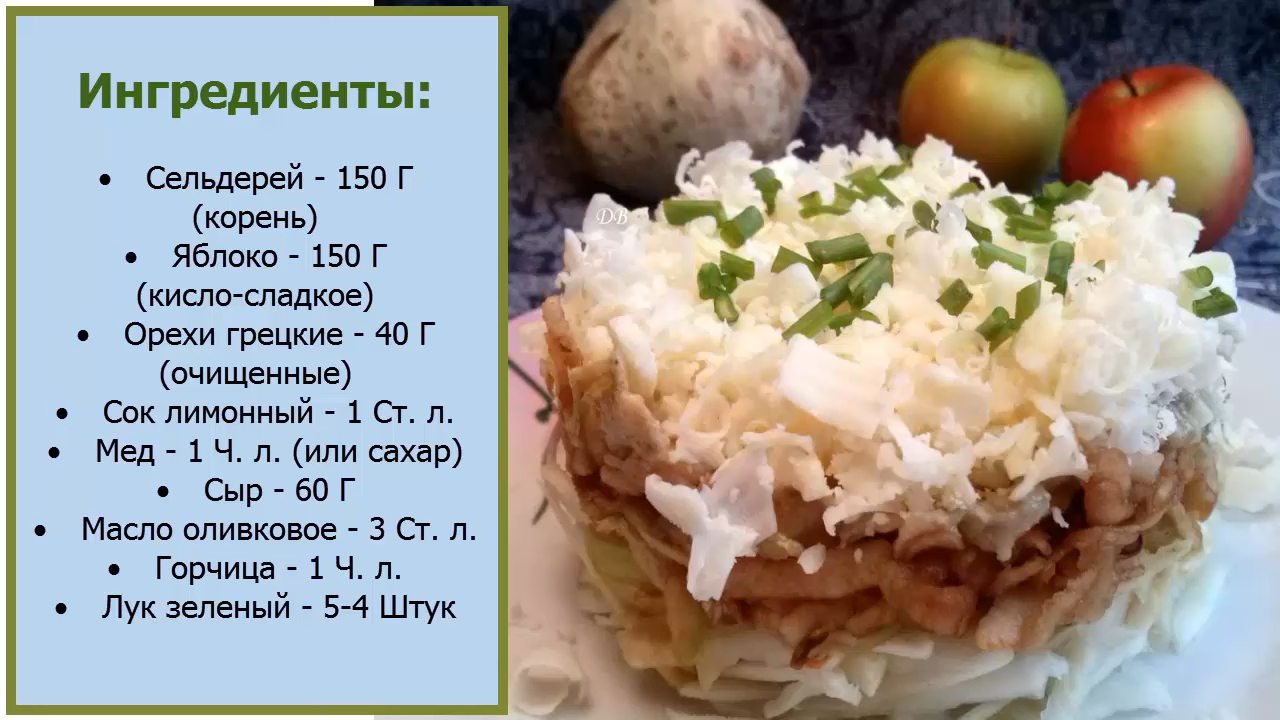 Ингредиенты:
• Сельдерей - 150 Г
(корень)
• Яблоко - 150 Г
(кисло-сладкое)
• Орехи грецкие - 40 Г
(очищенные)
• Сок лимонный - 1 Ст. л.
• Мед - 1 Ч. л. (или сахар)
• Сыр - 60 Г
• Масло оливковое - 3 Ст. л.
• Горчица - 1 Ч. л.
• Лук зеленый - 5-4 Штук
DB